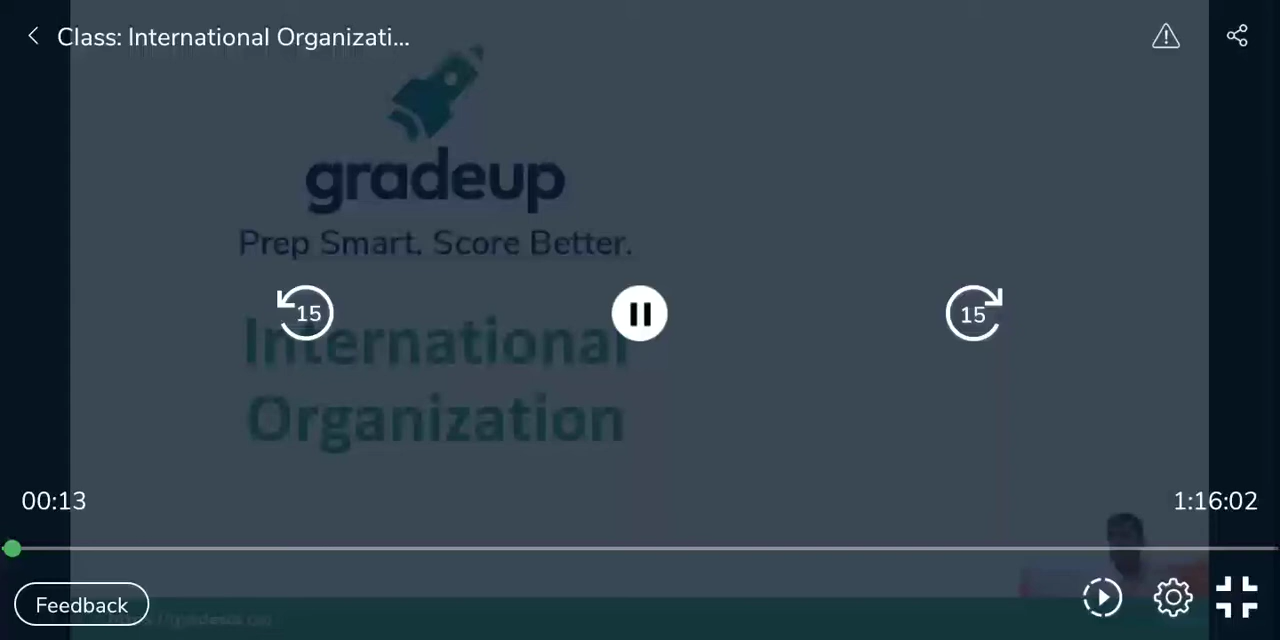 Class: International Organizati...
gradeup
Prep Smart. Score Better.
15
15
International
Organization
00:13
1:16:02
Feedback